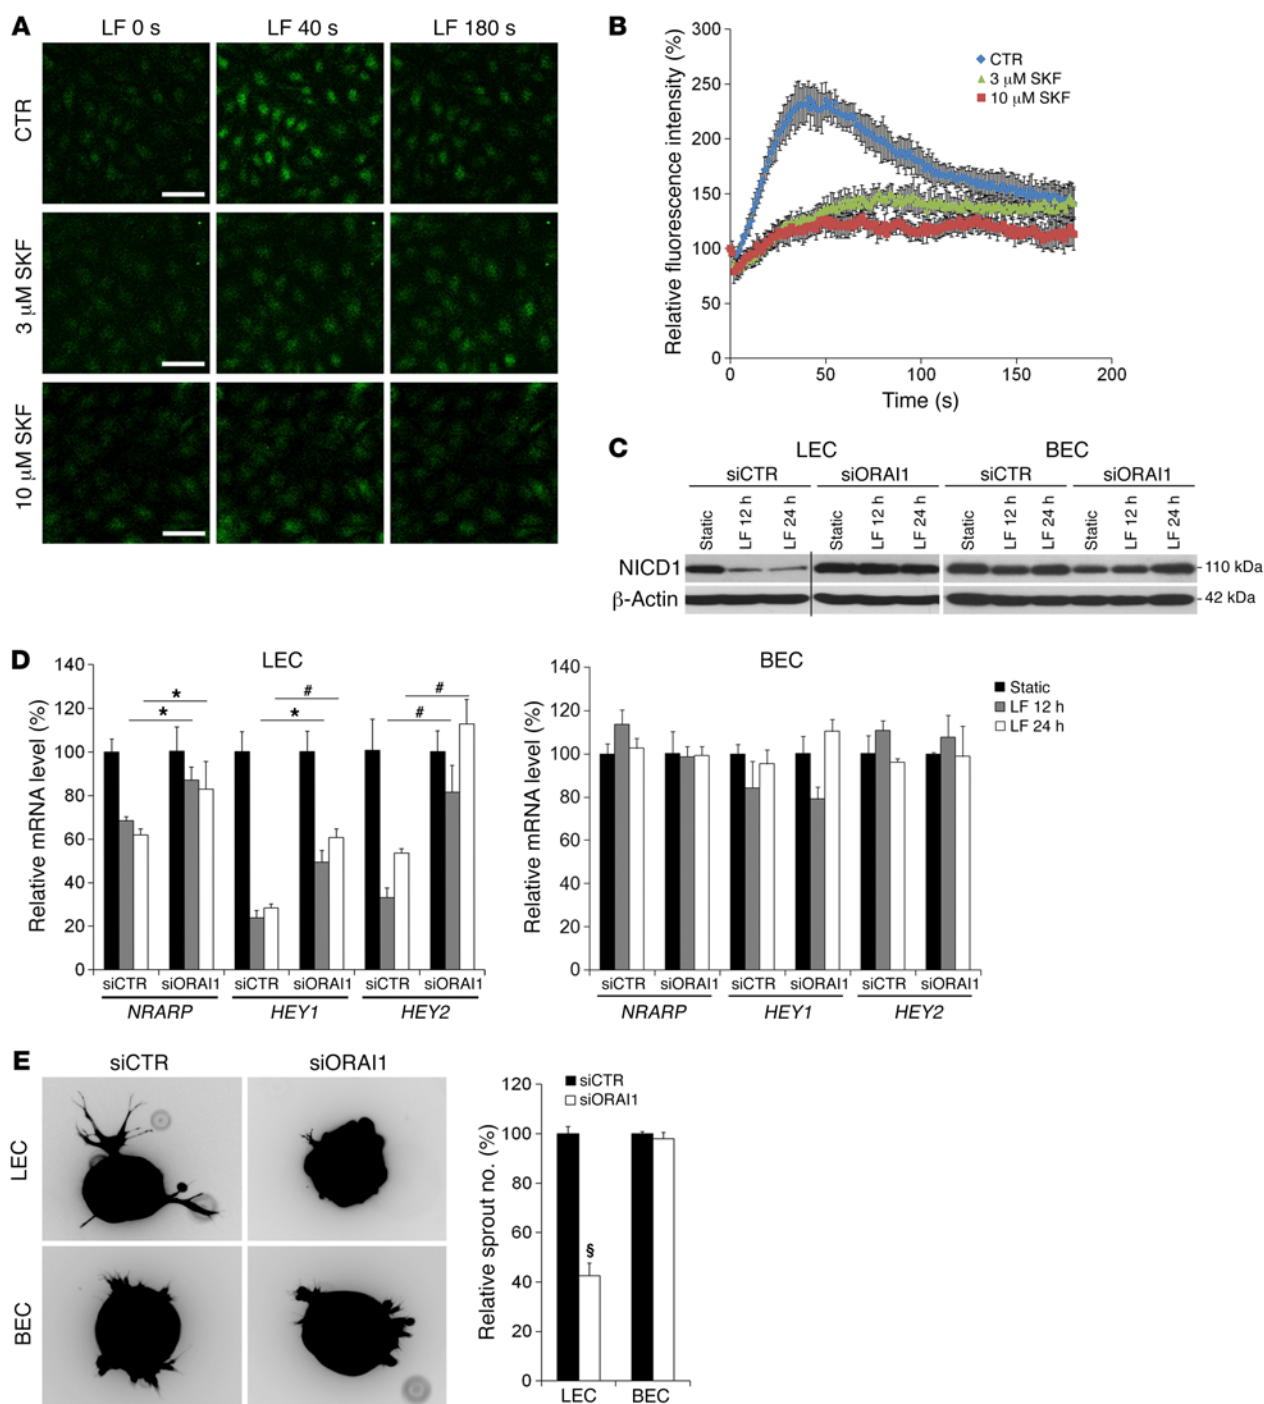 A
LF 0 s
LF 40 s
LF 180 s
CTR
3 µM SKF
10 µM SKF
B
Relative fluorescence intensity (%)
300
250
200
150
100
50
0
0
50
100
150
200
Time (s)
CTR
3 µM SKF
10 µM SKF
C
LEC
BEC
siCTR
siORAI1
siCTR
siORAI1
Static
LF 12 h
LF 24 h
Static
LF 12 h
LF 24 h
Static
LF 12 h
LF 24 h
Static
LF 12 h
LF 24 h
NICD1
- 110 kDa
β-Actin
- 42 kDa
D
LEC
Relative mRNA level (%)
140
120
100
80
60
40
20
0
*
*
#
*
#
#
siCTR
siORAI1
siCTR
siORAI1
siCTR
siORAI1
NRARP
HEY1
HEY2
BEC
Relative mRNA level (%)
140
120
100
80
60
40
20
0
siCTR
siORAI1
siCTR
siORAI1
siCTR
siORAI1
NRARP
HEY1
HEY2
Static
LF 12 h
LF 24 h
E
siCTR
siORAI1
LEC
BEC
Relative sprout no. (%)
120
100
80
60
40
20
0
siCTR
siORAI1
§
LEC
BEC